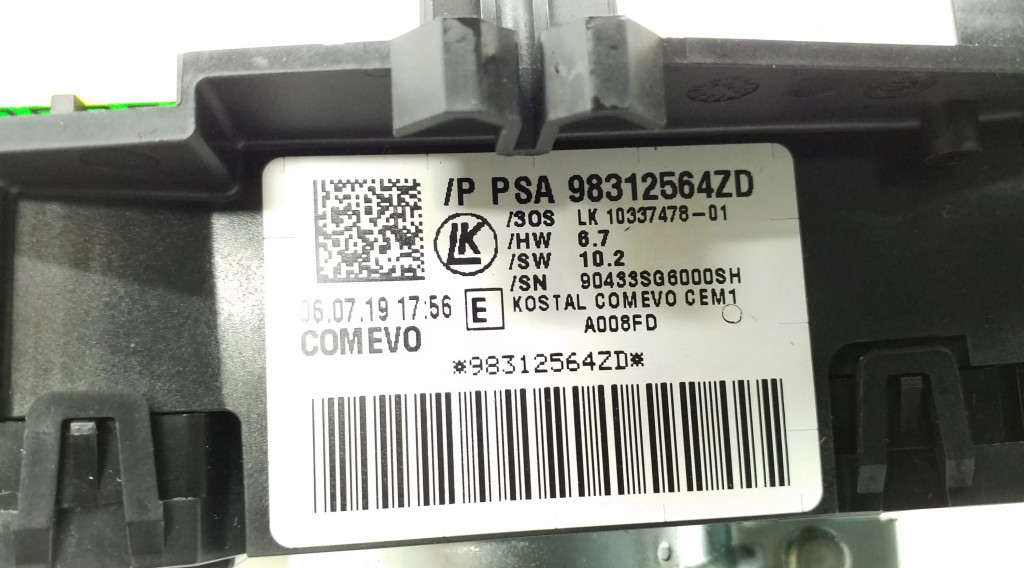 /P PSA 98312564ZD
/3OS LK 10337478-01
LK
/HW 6.7
/SW 10.2
/SN 90433SG6000SH
06.07.19 17:56 E KOSTAL COMEVO CEM1
COMEVO A008FD
*98312564ZD*